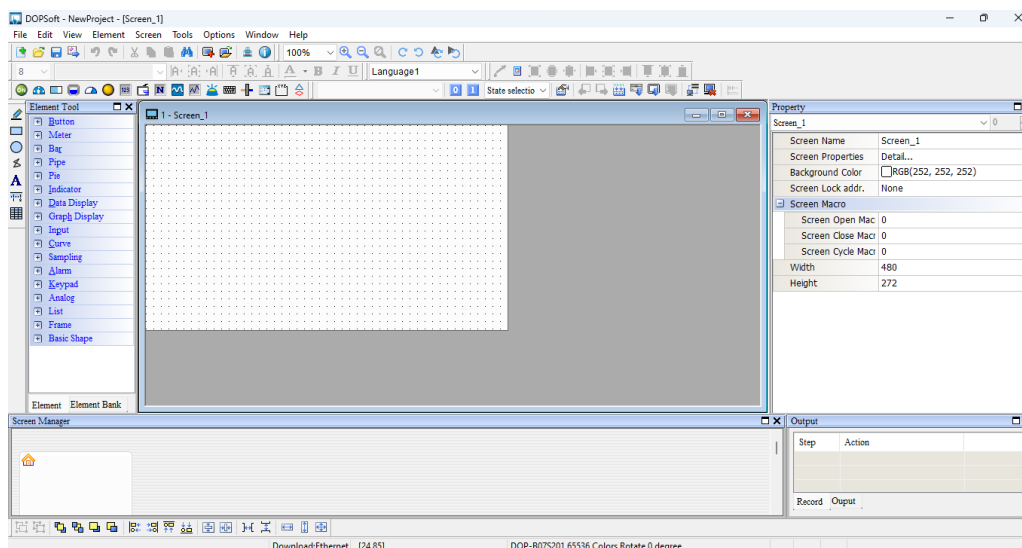 DOPSoft - NewProject - [Screen_1]
File Edit View Element Screen Tools Options Window Help
100%
8
A B I U Language1
0 1 State selectio
Element Tool
Button
Meter
Bar
Pipe
Pie
Indicator
Data Display
Graph Display
Input
Curve
Sampling
Alarm
Keypad
Analog
List
Frame
Basic Shape
Element Element Bank
1 - Screen_1
Property
Screen_1 0
Screen Name Screen_1
Screen Properties Detail...
Background Color RGB(252, 252, 252)
Screen Lock addr. None
Screen Macro
Screen Open Mac 0
Screen Close Macr 0
Screen Cycle Macr 0
Width 480
Height 272
Screen Manager
Output
Step Action
Record Ouput
Download:Ethernet [24,85] DOP-B07S201 65536 Colors Rotate 0 degree